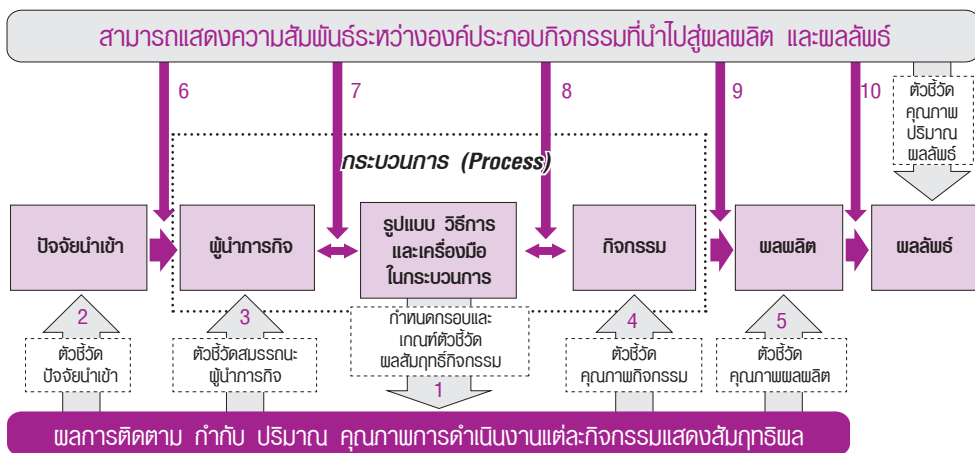 สามารถแสดงความสัมพันธ์ระหว่างองค์ประกอบกิจกรรมที่นำไปสู่ผลผลิต และผลลัพธ์
6
7
8
9
10
ตัวชี้วัด
คุณภาพ
ปริมาณ
ผลลัพธ์
กระบวนการ (Process)
ปัจจัยนำเข้า
ผู้นำภารกิจ
รูปแบบ วิธีการ
และเครื่องมือ
ในกระบวนการ
กิจกรรม
ผลผลิต
ผลลัพธ์
2
ตัวชี้วัด
ปัจจัยนำเข้า
3
ตัวชี้วัดสมรรถนะ
ผู้นำภารกิจ
กำหนดกรอบและ
เกณฑ์ตัวชี้วัด
ผลสัมฤทธิ์กิจกรรม
1
4
ตัวชี้วัด
คุณภาพกิจกรรม
5
ตัวชี้วัด
คุณภาพผลผลิต
ผลการติดตาม กำกับ ปริมาณ คุณภาพการดำเนินงานแต่ละกิจกรรมแสดงสัมฤทธิผล